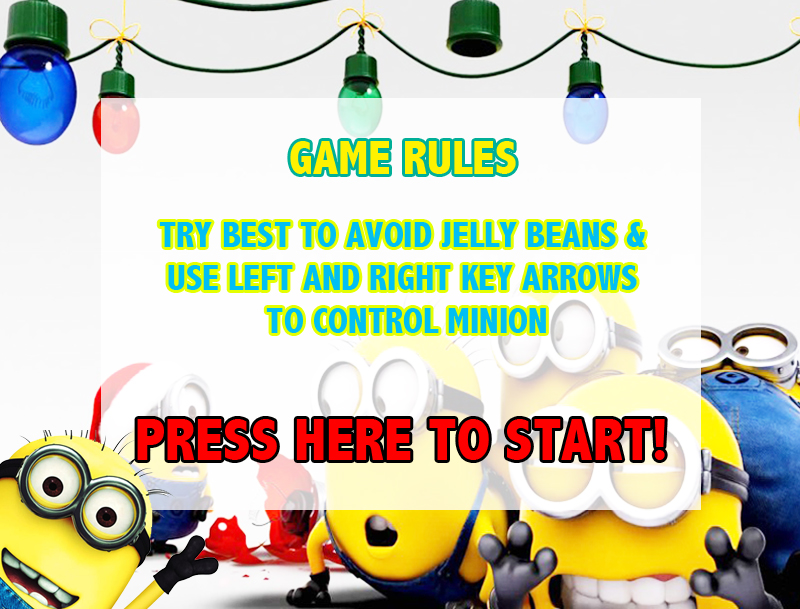 GAME RULES
TRY BEST TO AVOID JELLY BEANS &
USE LEFT AND RIGHT KEY ARROWS
TO CONTROL MINION
PRESS HERE TO START!